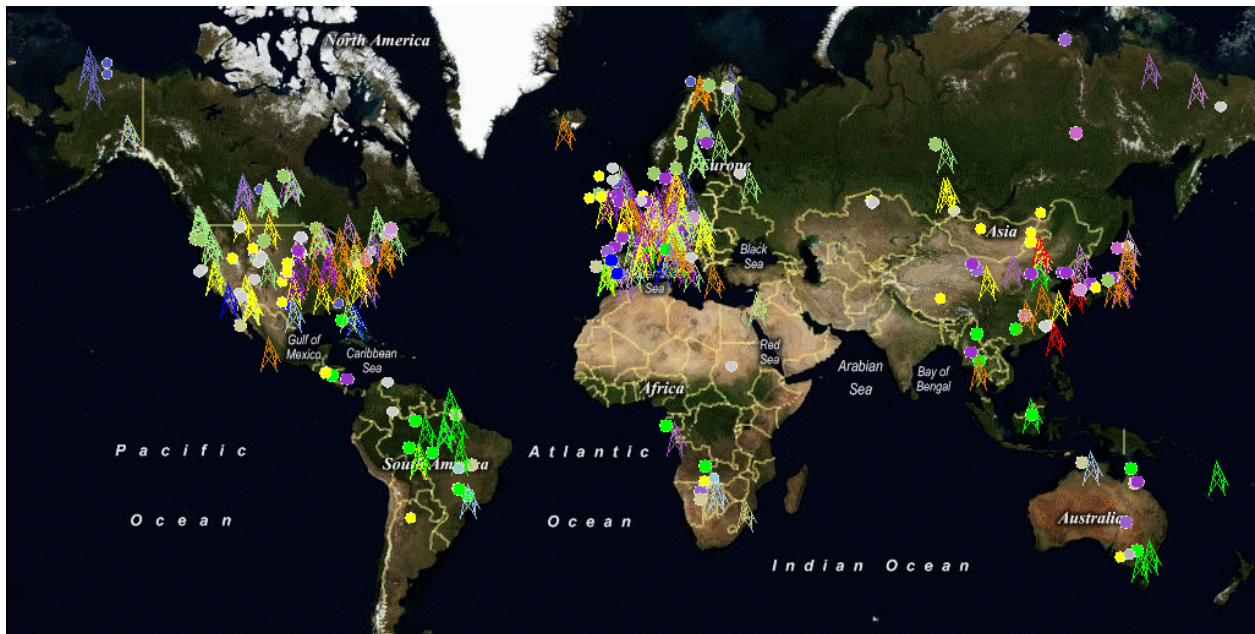 North America
Europe
Asia
Black
Sea
Sea
Gulf of
Mexico
Caribbean
Sea
Red
Sea
Arabian
Sea
Bay of
Bengal
Africa
Pacific
Ocean
Atlantic
Ocean
South America
Australia
Indian Ocean